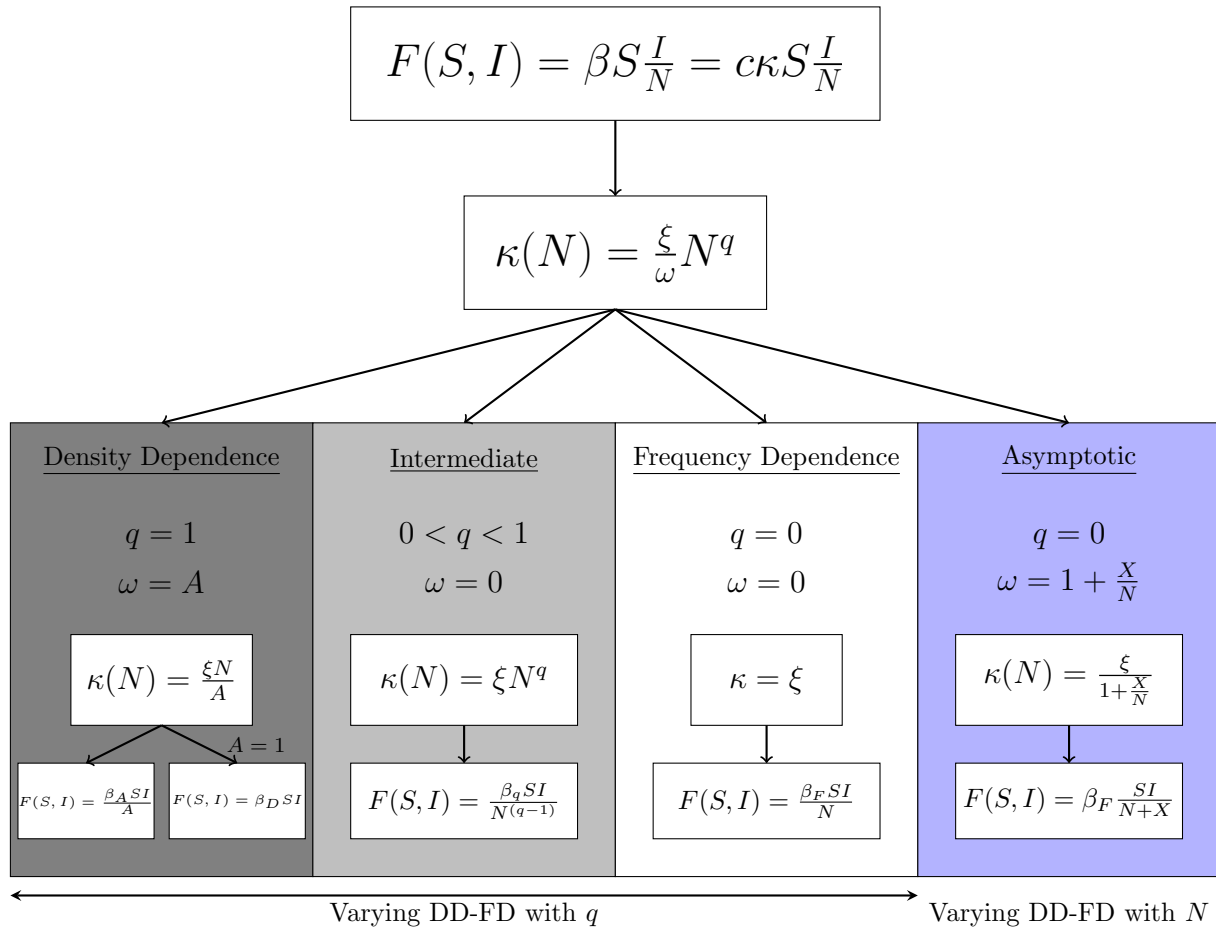 F(S, I) = βS I/N = cκS I/N
κ(N) = ξ/ω N^q
Density Dependence
q = 1
ω = A
κ(N) = ξN/A
A = 1
F(S, I) = β_A SI/A
F(S, I) = β_D SI
Intermediate
0 < q < 1
ω = 0
κ(N) = ξN^q
F(S, I) = β_q SI/N^(q−1)
Frequency Dependence
q = 0
ω = 0
κ = ξ
F(S, I) = β_F SI/N
Asymptotic
q = 0
ω = 1 + X/N
κ(N) = ξ/(1+X/N)
F(S, I) = β_F SI/(N+X)
Varying DD-FD with q
Varying DD-FD with N